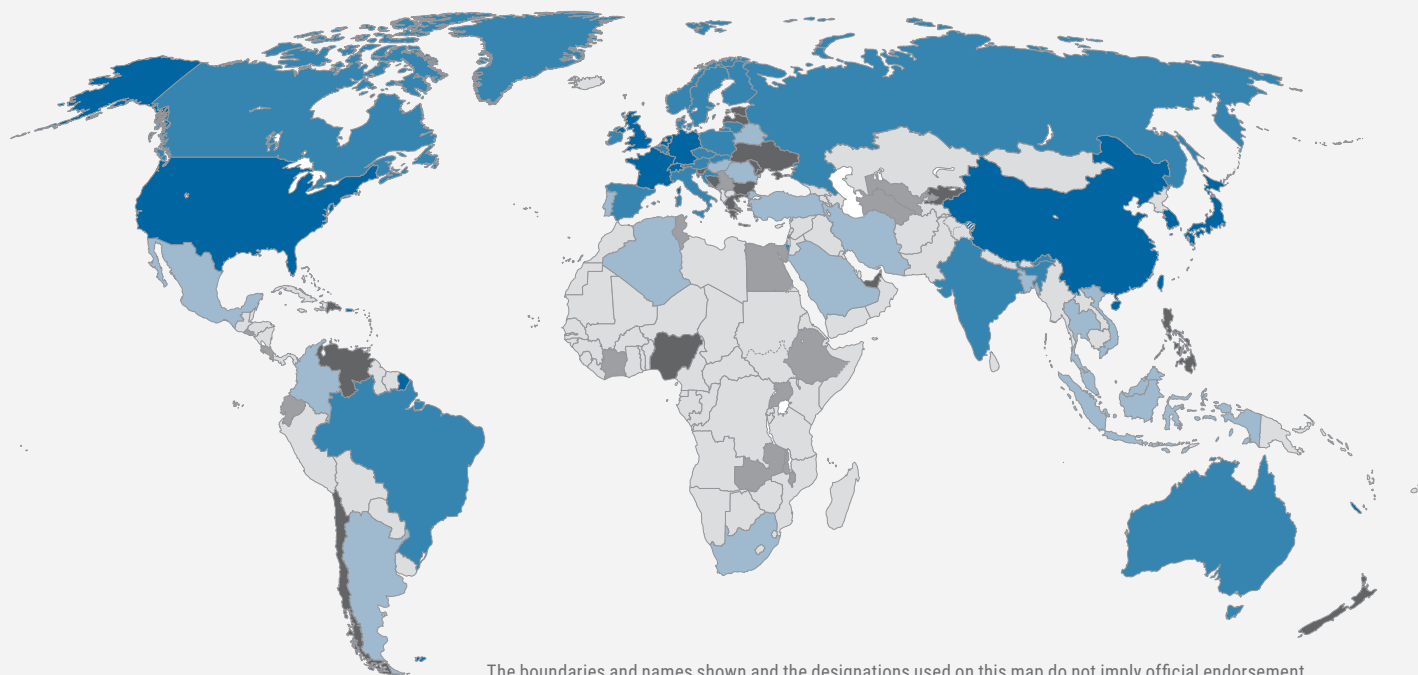 The boundaries and names shown and the designations used on this map do not imply official endorsement